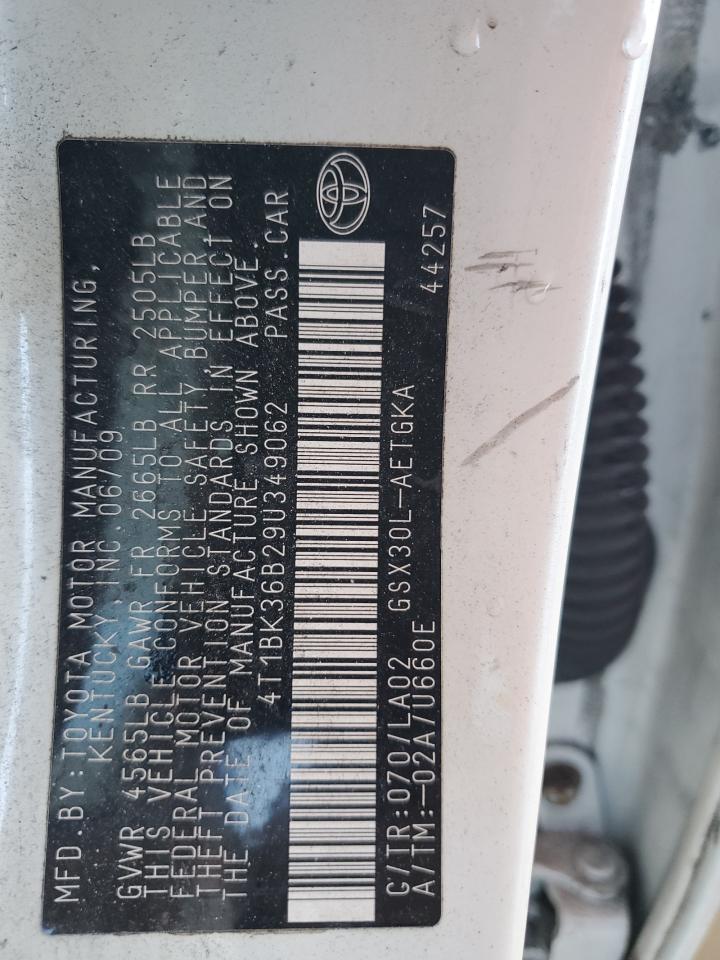 MFD.BY:TOYOTA MOTOR MANUFACTURING,
KENTUCKY, INC. 06/09
GVWR 4565LB GAWR FR 2665LB RR 2505LB
THIS VEHICLE CONFORMS TO ALL APPLICABLE
FEDERAL MOTOR VEHICLE SAFETY, BUMPER, AND
THEFT PREVENTION STANDARDS IN EFFECT ON
THE DATE OF MANUFACTURE SHOWN ABOVE.
4T1BK36B29U349062 PASS.CAR
C/TR:070/LA02 GSX30L-AETGKA
A/TM:-02A/U660E 44257